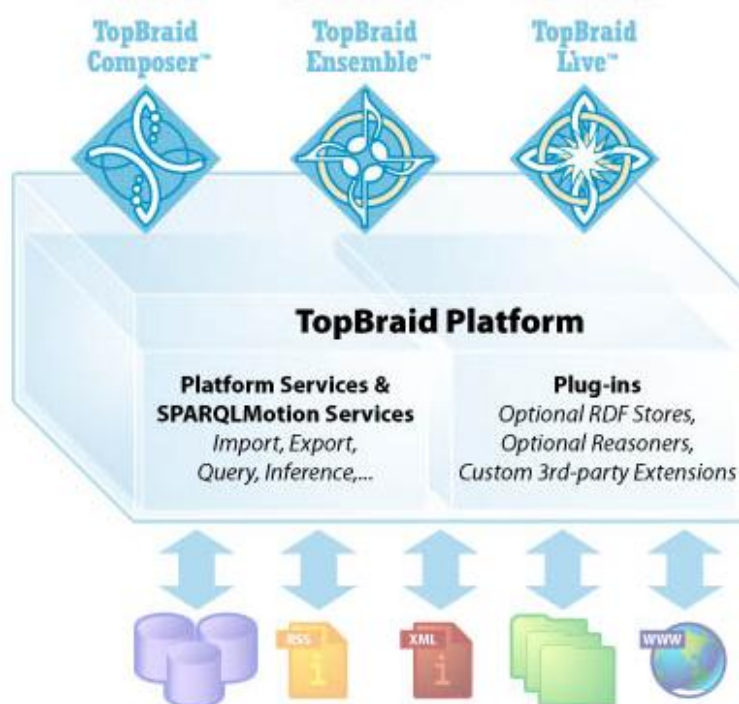 TopBraid
Composer™
TopBraid
Ensemble™
TopBraid
Live™
TopBraid Platform
Platform Services &
SPARQLMotion Services
Import, Export,
Query, Inference,...
Plug-ins
Optional RDF Stores,
Optional Reasoners,
Custom 3rd-party Extensions
RSS
i
XML
i
WWW